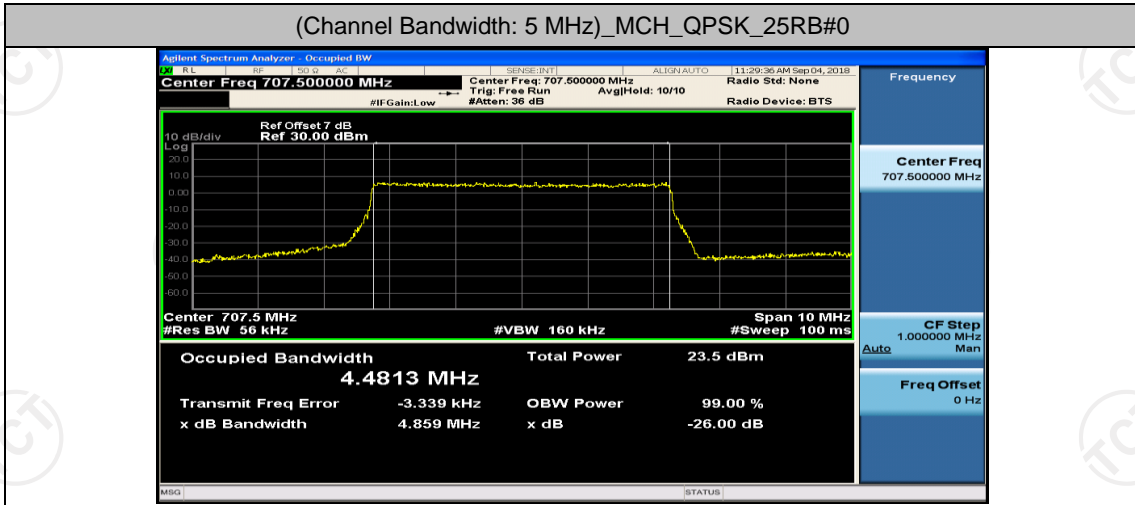 (Channel Bandwidth: 5 MHz)_MCH_QPSK_25RB#0
Agilent Spectrum Analyzer - Occupied BW
LXI RL RF 50 Ω AC SENSE:INT ALIGN AUTO 11:29:36 AM Sep 04, 2018
Center Freq 707.500000 MHz Center Freq: 707.500000 MHz Radio Std: None Frequency
Trig: Free Run Avg|Hold: 10/10
#IFGain:Low #Atten: 36 dB Radio Device: BTS
Ref Offset 7 dB
10 dB/div Ref 30.00 dBm
Log
20.0
10.0
0.00
-10.0
-20.0
-30.0
-40.0
-50.0
-60.0
Center Freq
707.500000 MHz
Center 707.5 MHz Span 10 MHz
#Res BW 56 kHz #VBW 160 kHz #Sweep 100 ms
CF Step
1.000000 MHz
Auto Man
Occupied Bandwidth Total Power 23.5 dBm
4.4813 MHz
Freq Offset
0 Hz
Transmit Freq Error -3.339 kHz OBW Power 99.00 %
x dB Bandwidth 4.859 MHz x dB -26.00 dB
MSG STATUS
TCT
TCT
TCT
TCT